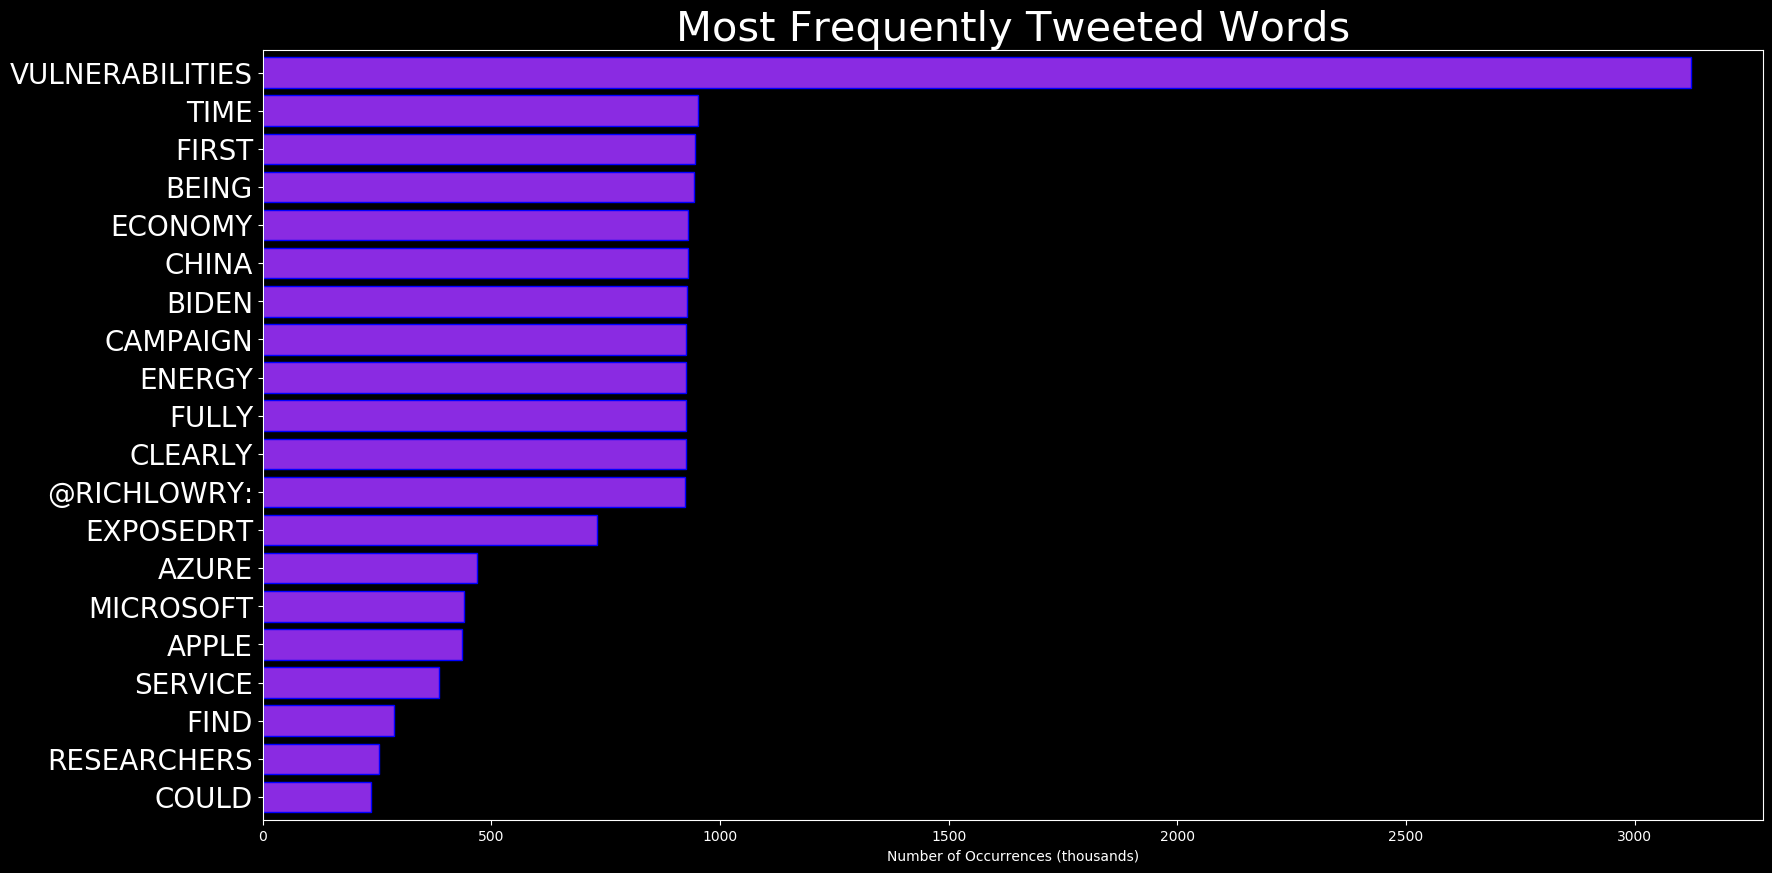 Most Frequently Tweeted Words
VULNERABILITIES
TIME
FIRST
BEING
ECONOMY
CHINA
BIDEN
CAMPAIGN
ENERGY
FULLY
CLEARLY
@RICHLOWRY:
EXPOSEDRT
AZURE
MICROSOFT
APPLE
SERVICE
FIND
RESEARCHERS
COULD
0 500 1000 1500 2000 2500 3000
Number of Occurrences (thousands)